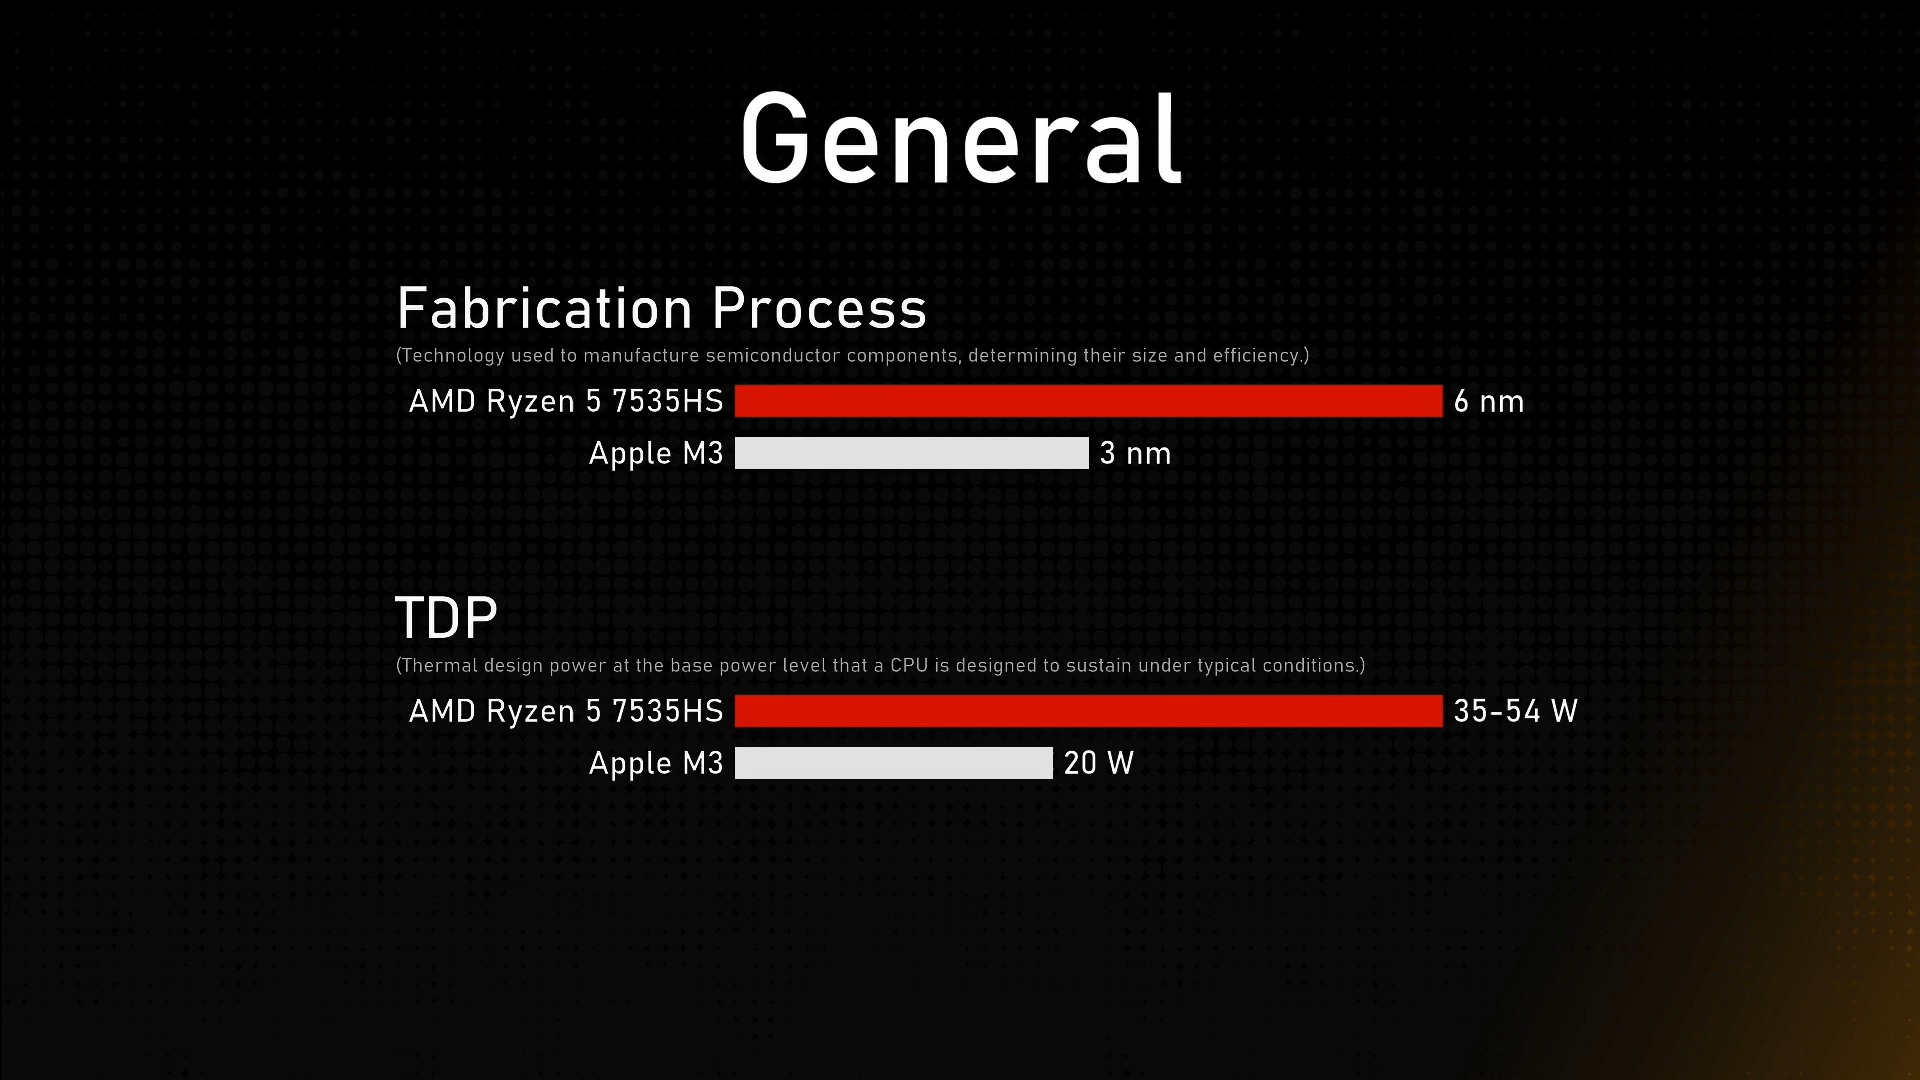 General
Fabrication Process
(Technology used to manufacture semiconductor components, determining their size and efficiency.)
AMD Ryzen 5 7535HS 6 nm
Apple M3 3 nm
TDP
(Thermal design power at the base power level that a CPU is designed to sustain under typical conditions.)
AMD Ryzen 5 7535HS 35-54 W
Apple M3 20 W